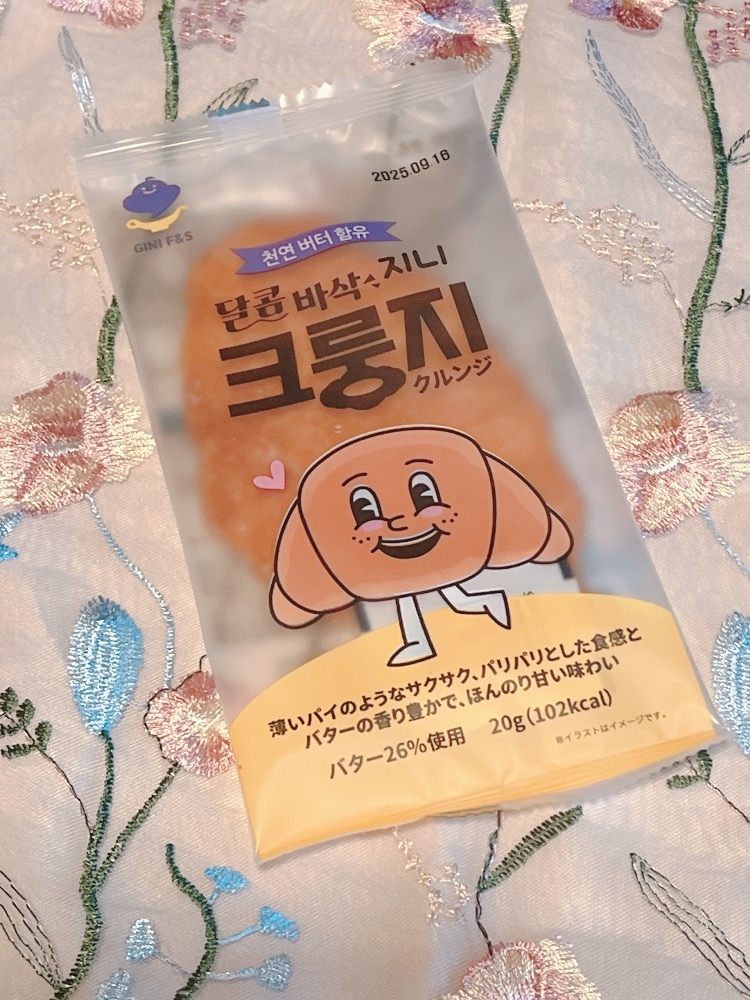 2025.09.16
GINI F&S
천연 버터 함유
달콤 바삭 지니
크룽지
クルンジ
薄いパイのようなサクサク、パリパリとした食感と
バターの香り豊かで、ほんのり甘い味わい
バター26%使用 20g(102kcal)
※イラストはイメージです。